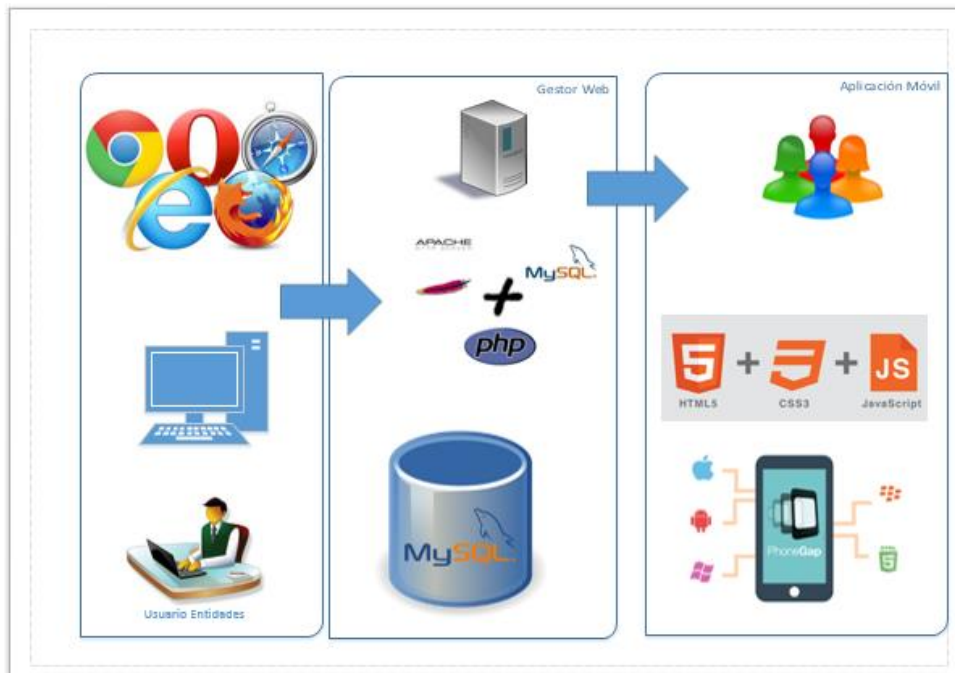 Usuario Entidades
Gestor Web
APACHE
MySQL
php
MySQL
Aplicación Móvil
HTML5
CSS3
JS
JavaScript
PhoneGap